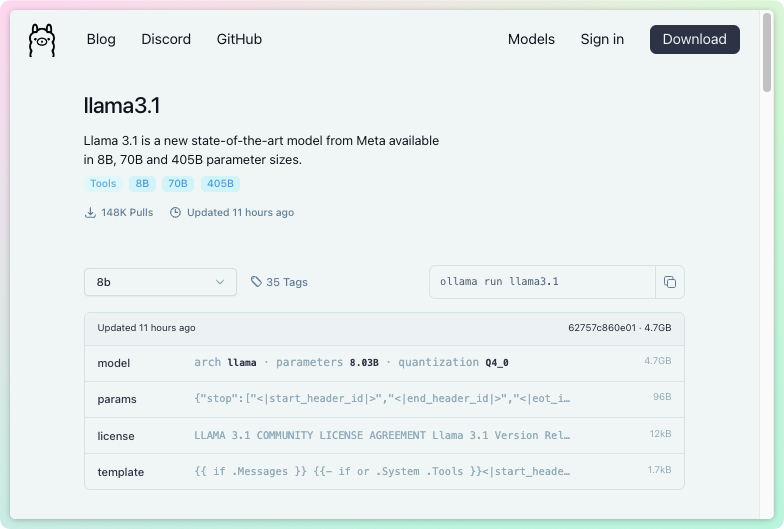 Blog Discord GitHub Models Sign in Download
llama3.1
Llama 3.1 is a new state-of-the-art model from Meta available
in 8B, 70B and 405B parameter sizes.
Tools 8B 70B 405B
148K Pulls Updated 11 hours ago
8b 35 Tags ollama run llama3.1
Updated 11 hours ago 62757c860e01 · 4.7GB
model arch llama · parameters 8.03B · quantization Q4_0 4.7GB
params {"stop":["<|start_header_id|>","<|end_header_id|>","<|eot_i… 96B
license LLAMA 3.1 COMMUNITY LICENSE AGREEMENT Llama 3.1 Version Rel… 12kB
template {{ if .Messages }} {{- if or .System .Tools }}<|start_heade… 1.7kB